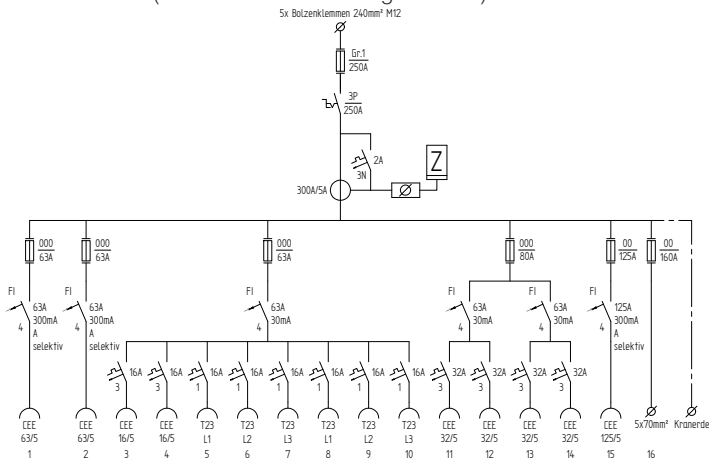 5x Bolzenklemmen 240mm² M12
Gr.1
250A
3P
250A
2A
3N
Z
300A/5A
000
63A
000
63A
000
63A
000
80A
00
125A
00
160A
FI
63A
300mA
4
A
selektiv
FI
63A
300mA
4
A
selektiv
FI
63A
30mA
4
FI
63A
30mA
4
FI
63A
30mA
4
FI
125A
300mA
4
A
selektiv
16A
3
16A
3
16A
1
16A
1
16A
1
16A
1
16A
1
16A
1
32A
3
32A
3
32A
3
32A
3
CEE CEE CEE CEE T23 T23 T23 T23 T23 T23 CEE CEE CEE CEE CEE 5x70mm² Kranerde
63/5 63/5 16/5 16/5 L1 L2 L3 L1 L2 L3 32/5 32/5 32/5 32/5 125/5
1 2 3 4 5 6 7 8 9 10 11 12 13 14 15 16